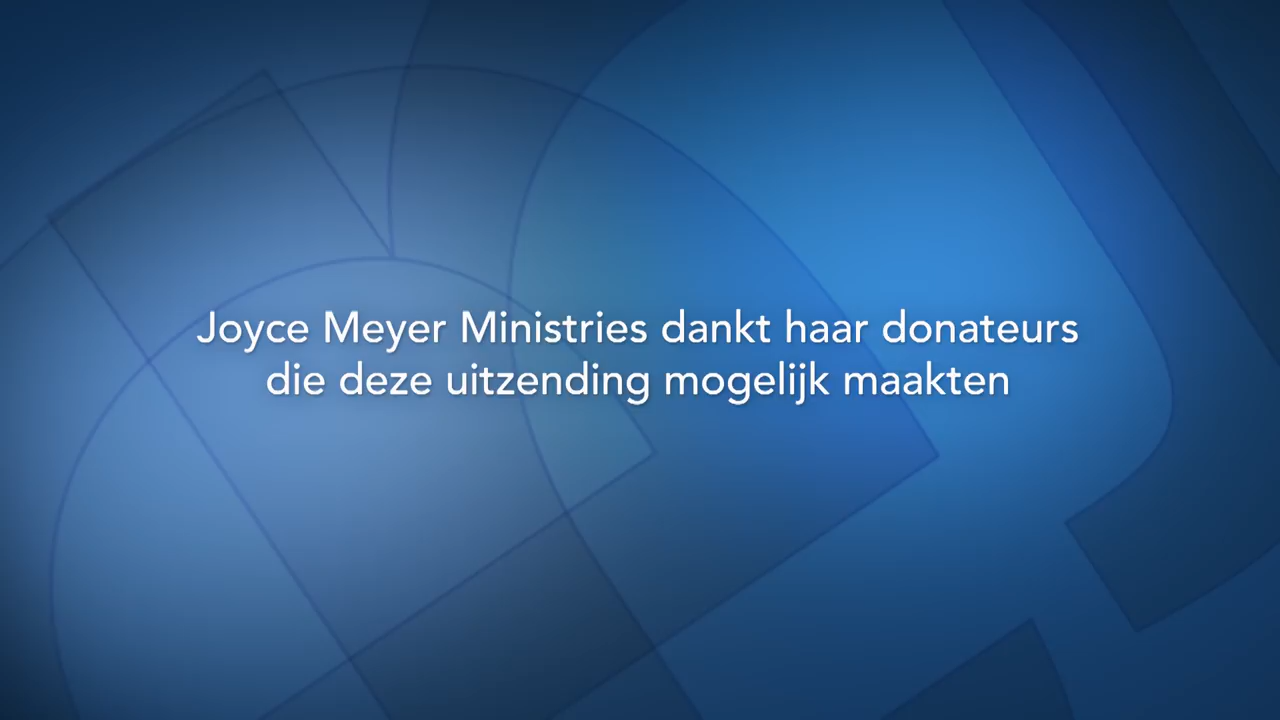 Joyce Meyer Ministries dankt haar donateurs
die deze uitzending mogelijk maakten